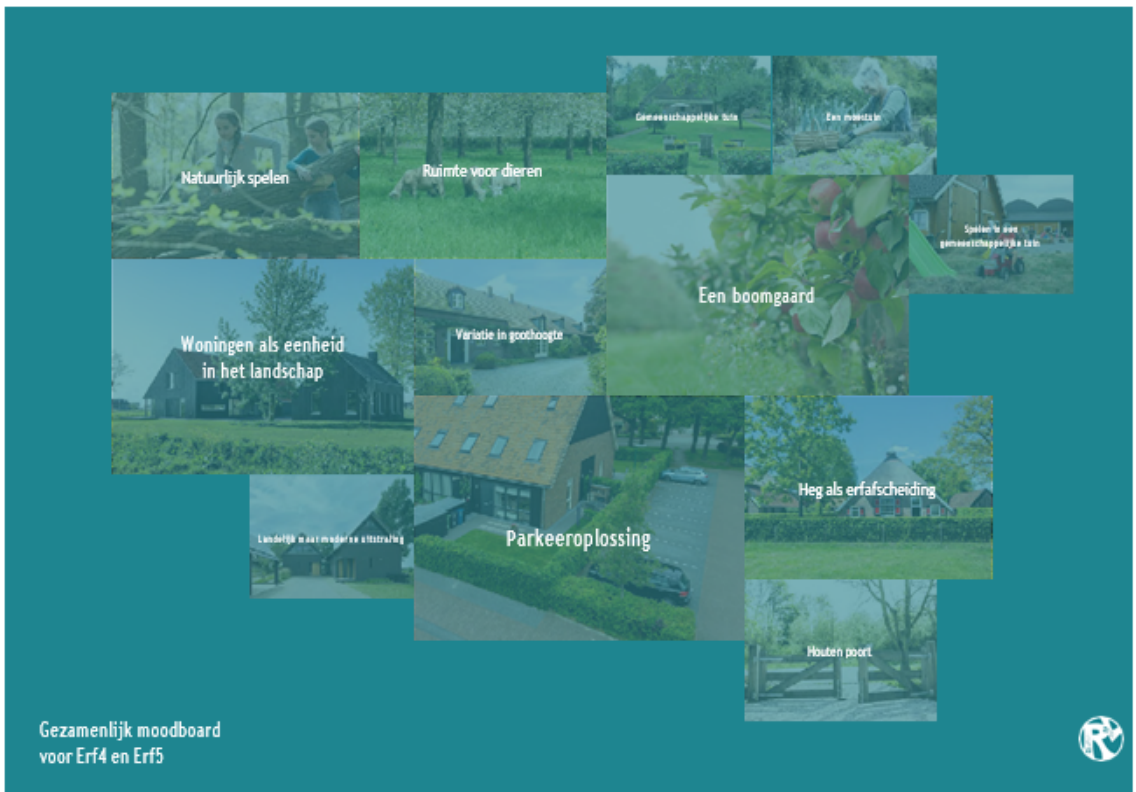 Gemeenschappelijke tuin
Een moestuin
Natuurlijk spelen
Ruimte voor dieren
Spelen in een
gemeenschappelijke tuin
Een boomgaard
Variatie in goothoogte
Woningen als eenheid
in het landschap
Heg als erfafscheiding
Parkeeroplossing
Landelijk maar moderne uitstraling
Houten poort
Gezamenlijk moodboard
voor Erf4 en Erf5